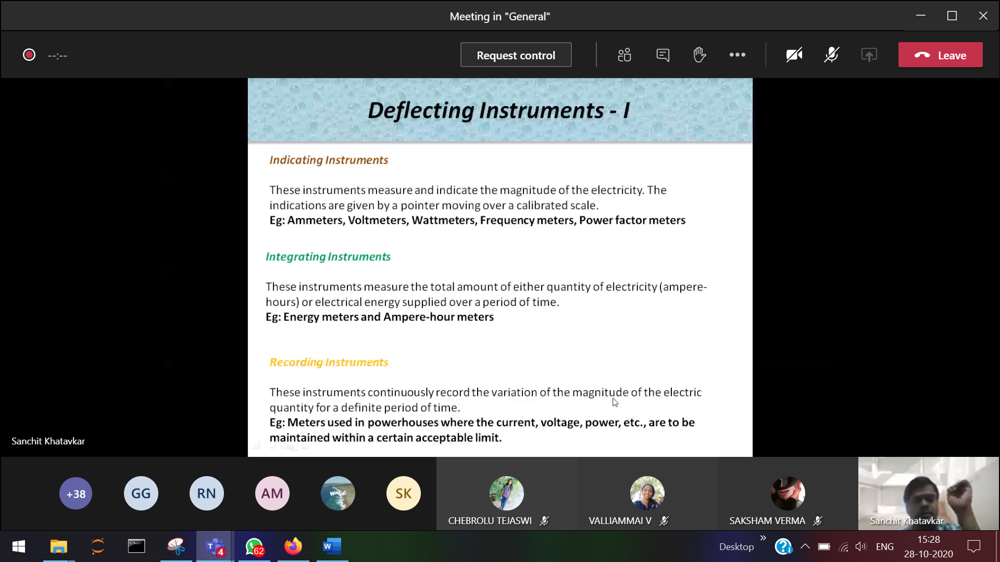 Meeting in "General"
--:--
Request control
Leave
Deflecting Instruments - I
Indicating Instruments
These instruments measure and indicate the magnitude of the electricity. The
indications are given by a pointer moving over a calibrated scale.
Eg: Ammeters, Voltmeters, Wattmeters, Frequency meters, Power factor meters
Integrating Instruments
These instruments measure the total amount of either quantity of electricity (ampere-
hours) or electrical energy supplied over a period of time.
Eg: Energy meters and Ampere-hour meters
Recording Instruments
These instruments continuously record the variation of the magnitude of the electric
quantity for a definite period of time.
Eg: Meters used in powerhouses where the current, voltage, power, etc., are to be
maintained within a certain acceptable limit.
Sanchit Khatavkar
+38
GG
RN
AM
WAVE
SK
CHEBROLU TEJASWI
VALLIAMMAI V
SAKSHAM VERMA
Sanchit Khatavkar
T
4
62
W
Desktop
ENG
15:28
28-10-2020